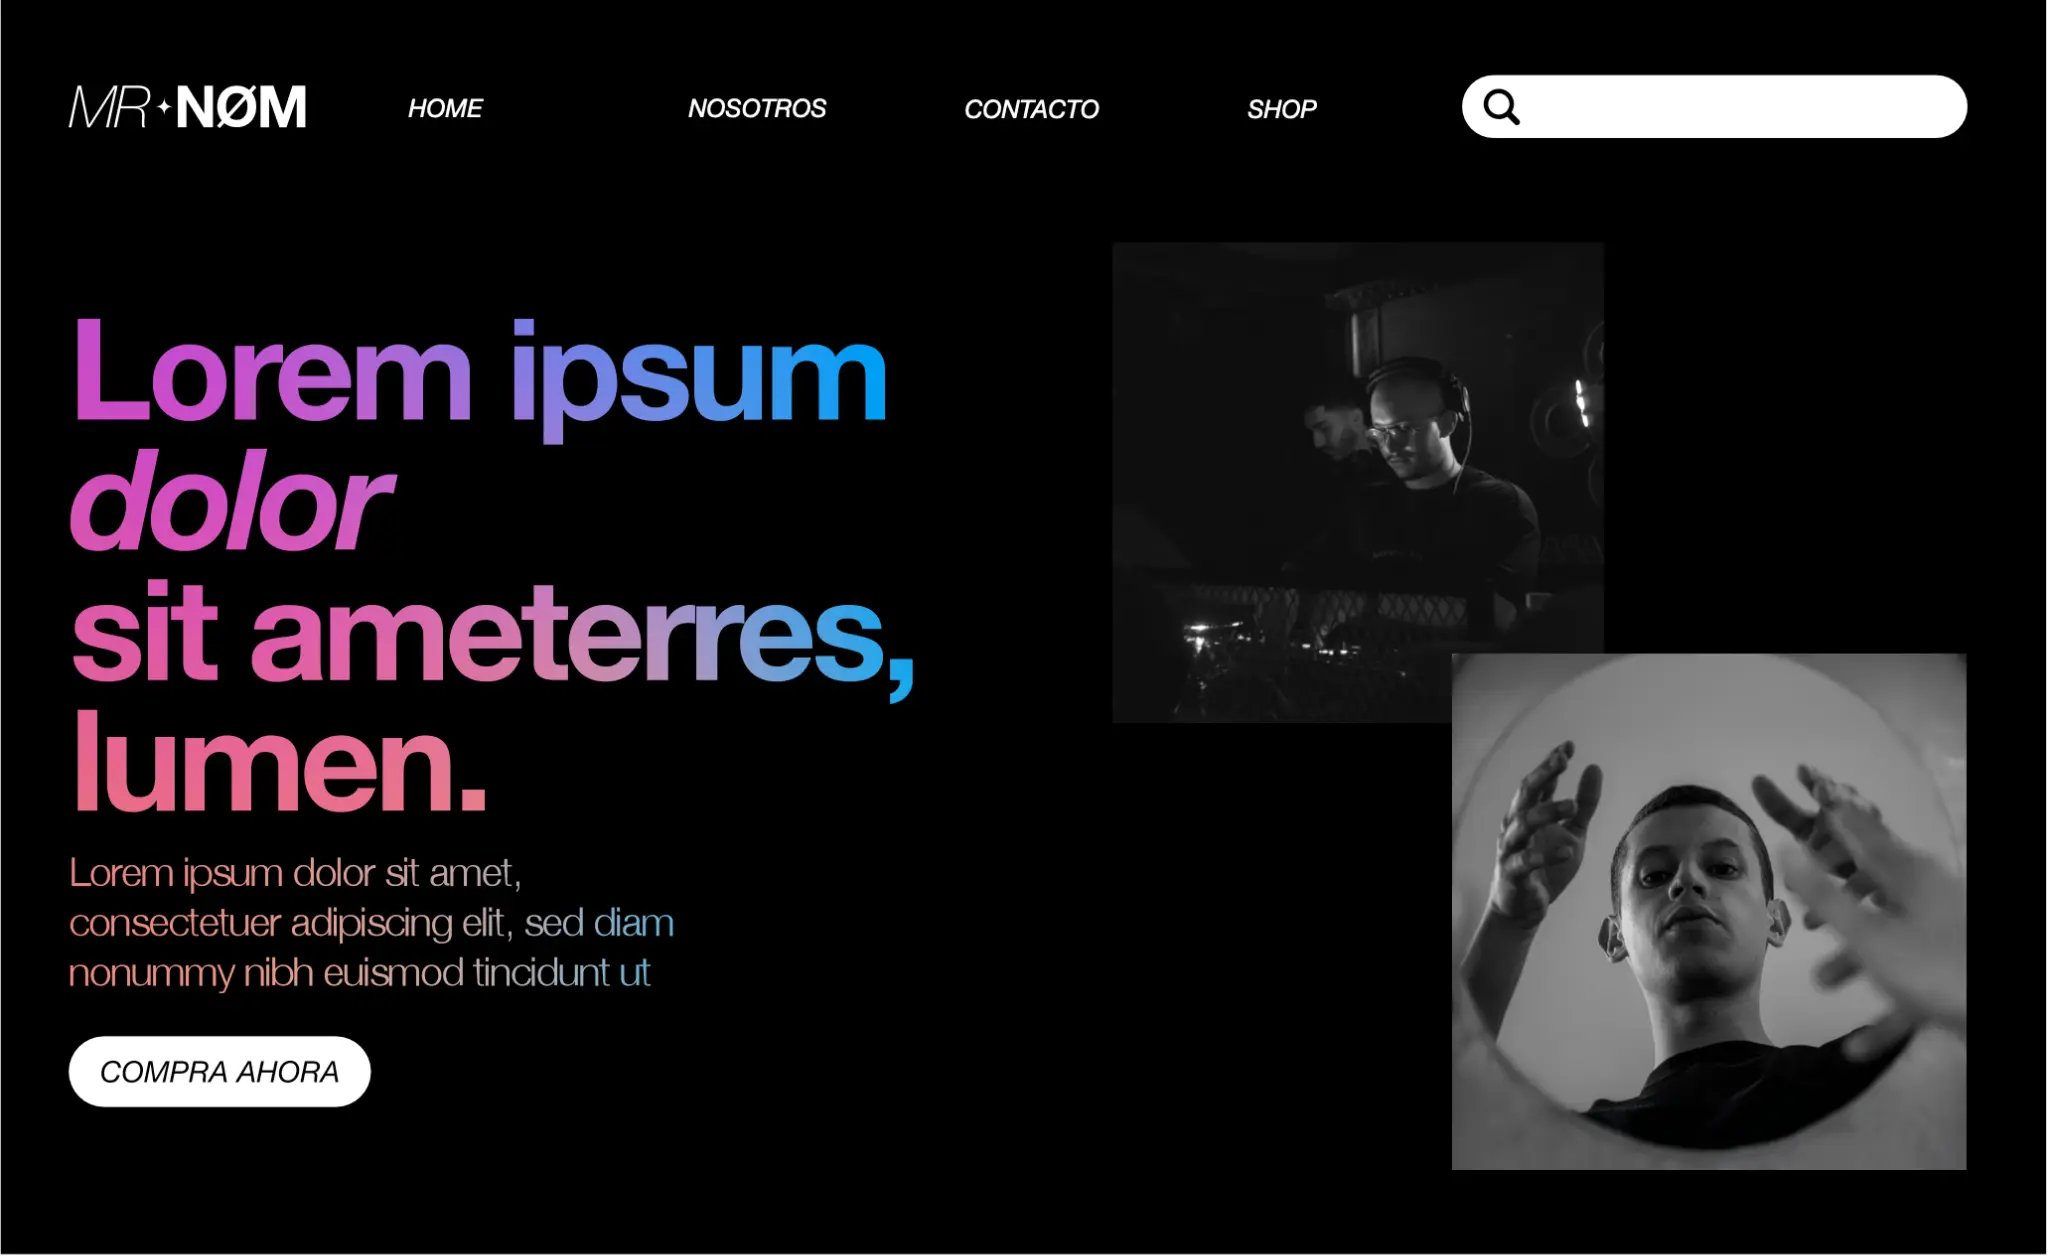 MR✦NØM
HOME
NOSOTROS
CONTACTO
SHOP
Lorem ipsum
dolor
sit ameterres,
lumen.
Lorem ipsum dolor sit amet,
consectetuer adipiscing elit, sed diam
nonummy nibh euismod tincidunt ut
COMPRA AHORA